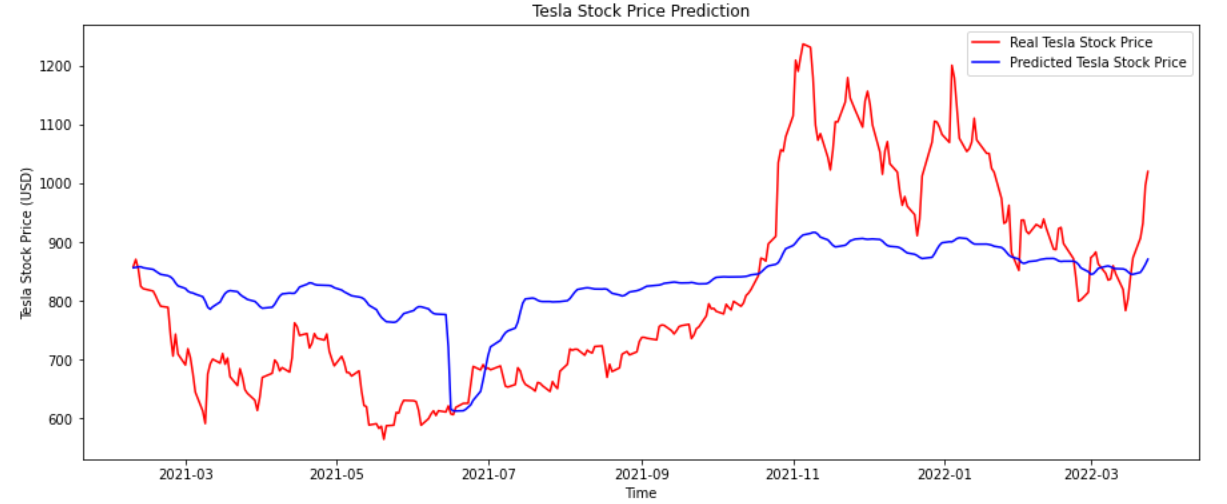 Tesla Stock Price Prediction
Real Tesla Stock Price
Predicted Tesla Stock Price
Tesla Stock Price (USD)
1200
1100
1000
900
800
700
600
2021-03 2021-05 2021-07 2021-09 2021-11 2022-01 2022-03
Time